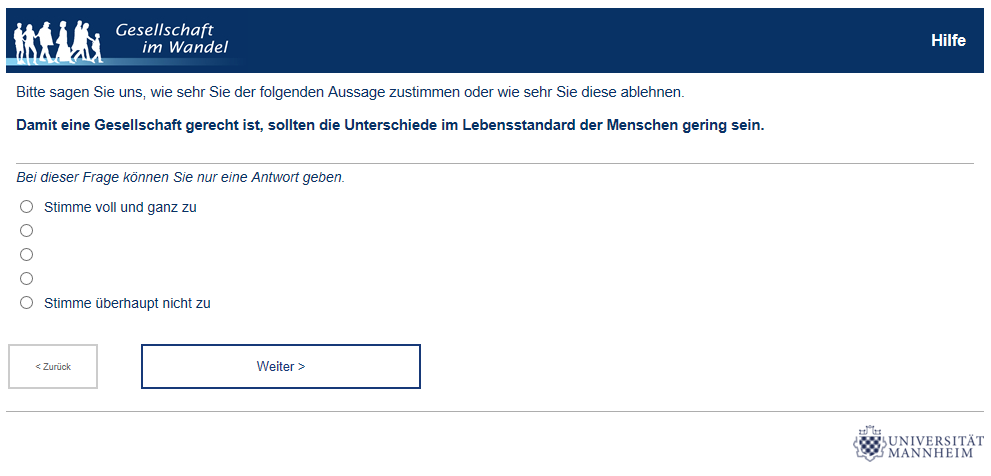 Gesellschaft
im Wandel
Hilfe
Bitte sagen Sie uns, wie sehr Sie der folgenden Aussage zustimmen oder wie sehr Sie diese ablehnen.
Damit eine Gesellschaft gerecht ist, sollten die Unterschiede im Lebensstandard der Menschen gering sein.
Bei dieser Frage können Sie nur eine Antwort geben.
Stimme voll und ganz zu
Stimme überhaupt nicht zu
< Zurück
Weiter >
UNIVERSITÄT
MANNHEIM